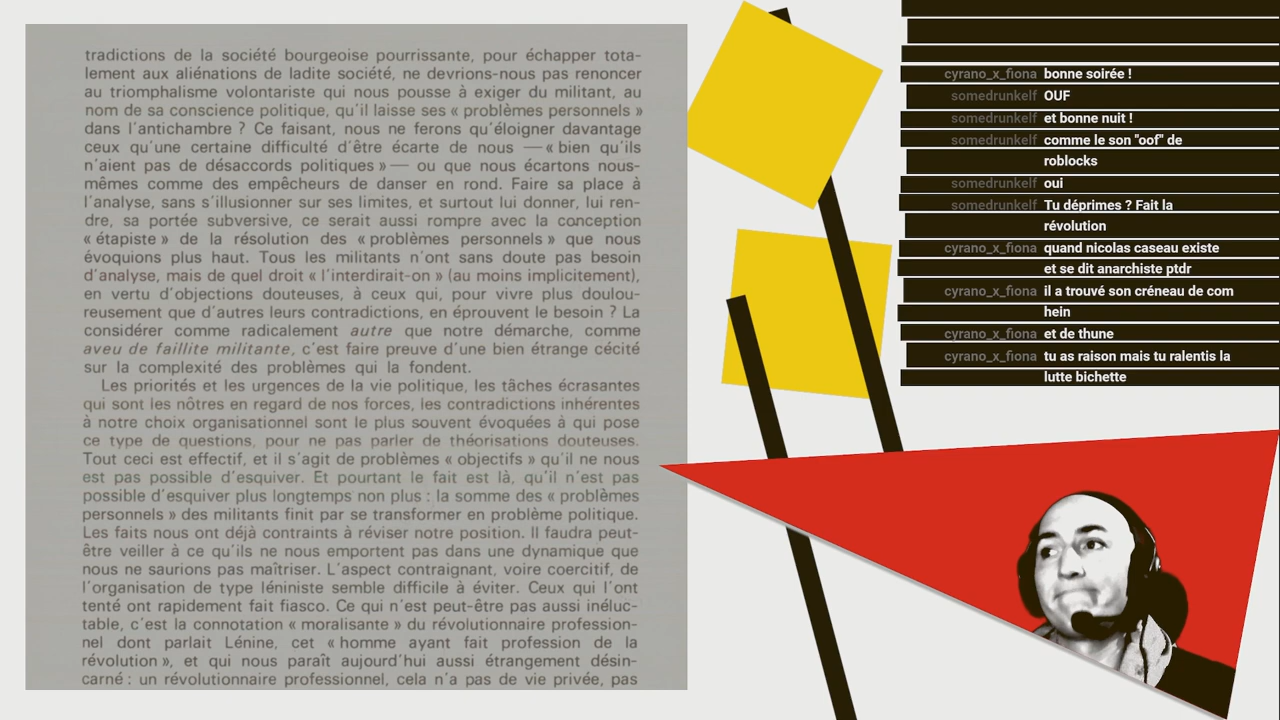 tradictions de la société bourgeoise pourrissante, pour échapper tota-
lement aux aliénations de ladite société, ne devrions-nous pas renoncer
au triomphalisme volontariste qui nous pousse à exiger du militant, au
nom de sa conscience politique, qu'il laisse ses « problèmes personnels »
dans l'antichambre ? Ce faisant, nous ne ferons qu'éloigner davantage
ceux qu'une certaine difficulté d'être écarte de nous — « bien qu'ils
n'aient pas de désaccords politiques » — ou que nous écartons nous-
mêmes comme des empêcheurs de danser en rond. Faire sa place à
l'analyse, sans s'illusionner sur ses limites, et surtout lui donner, lui ren-
dre, sa portée subversive, ce serait aussi rompre avec la conception
« étapiste » de la résolution des « problèmes personnels » que nous
évoquions plus haut. Tous les militants n'ont sans doute pas besoin
d'analyse, mais de quel droit « l'interdirait-on » (au moins implicitement),
en vertu d'objections douteuses, à ceux qui, pour vivre plus doulou-
reusement que d'autres leurs contradictions, en éprouvent le besoin ? La
considérer comme radicalement autre que notre démarche, comme
aveu de faillite militante, c'est faire preuve d'une bien étrange cécité
sur la complexité des problèmes qui la fondent.
Les priorités et les urgences de la vie politique, les tâches écrasantes
qui sont les nôtres en regard de nos forces, les contradictions inhérentes
à notre choix organisationnel sont le plus souvent évoquées à qui pose
ce type de questions, pour ne pas parler de théorisations douteuses.
Tout ceci est effectif, et il s'agit de problèmes « objectifs » qu'il ne nous
est pas possible d'esquiver. Et pourtant le fait est là, qu'il n'est pas
possible d'esquiver plus longtemps non plus : la somme des « problèmes
personnels » des militants finit par se transformer en problème politique.
Les faits nous ont déjà contraints à réviser notre position. Il faudra peut-
être veiller à ce qu'ils ne nous emportent pas dans une dynamique que
nous ne saurions pas maîtriser. L'aspect contraignant, voire coercitif, de
l'organisation de type léniniste semble difficile à éviter. Ceux qui l'ont
tenté ont rapidement fait fiasco. Ce qui n'est peut-être pas aussi inéluc-
table, c'est la connotation « moralisante » du révolutionnaire profession-
nel dont parlait Lénine, cet « homme ayant fait profession de la
révolution », et qui nous paraît aujourd'hui aussi étrangement désin-
carné : un révolutionnaire professionnel, cela n'a pas de vie privée, pas
cyrano_x_fiona bonne soirée !
somedrunkelf OUF
somedrunkelf et bonne nuit !
somedrunkelf comme le son "oof" de
roblocks
somedrunkelf oui
somedrunkelf Tu déprimes ? Fait la
révolution
cyrano_x_fiona quand nicolas caseau existe
et se dit anarchiste ptdr
cyrano_x_fiona il a trouvé son créneau de com
hein
cyrano_x_fiona et de thune
cyrano_x_fiona tu as raison mais tu ralentis la
lutte bichette